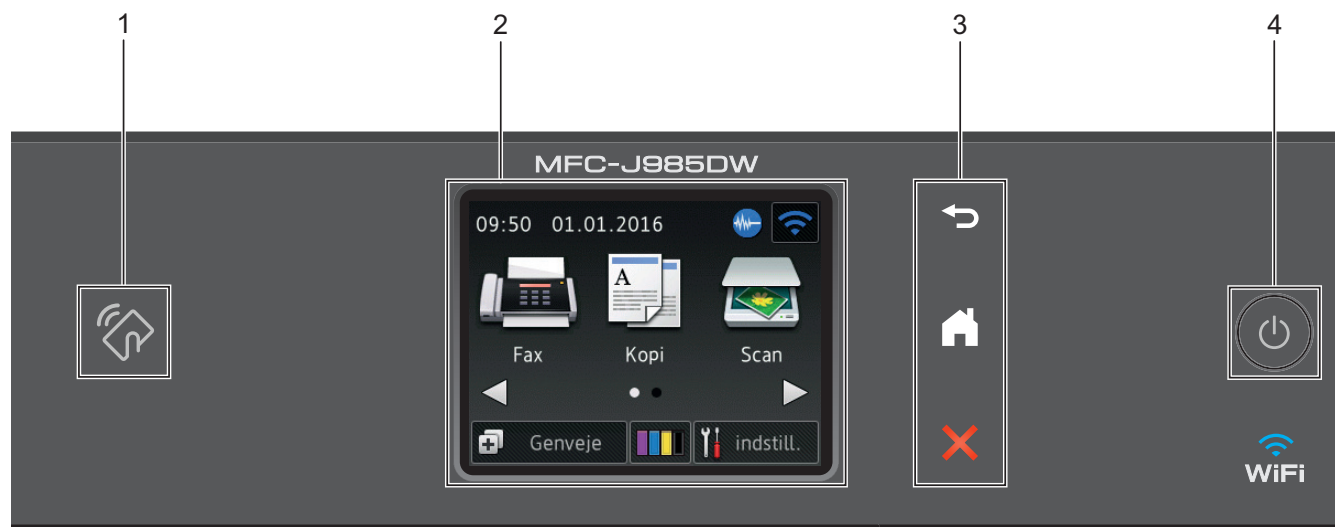 1 2 3 4
MFC-J985DW
09:50 01.01.2016
A
Fax Kopi Scan
Genveje indstill.
WiFi